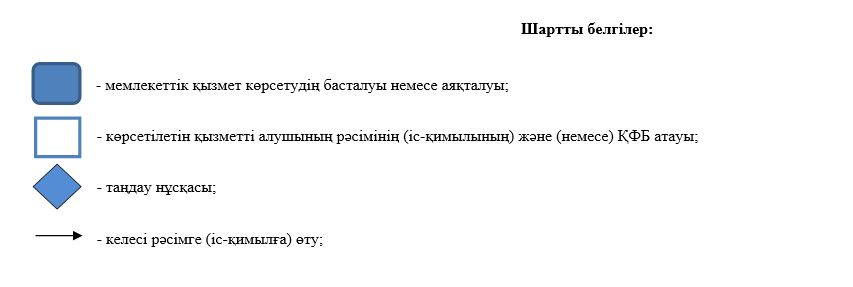 Шартты белгілер:
- мемлекеттік қызмет көрсетудің басталуы немесе аяқталуы;
- көрсетілетін қызметті алушының рәсімінің (іс-қимылының) және (немесе) ҚФБ атауы;
- таңдау нұсқасы;
- келесі рәсімге (іс-қимылға) өту;